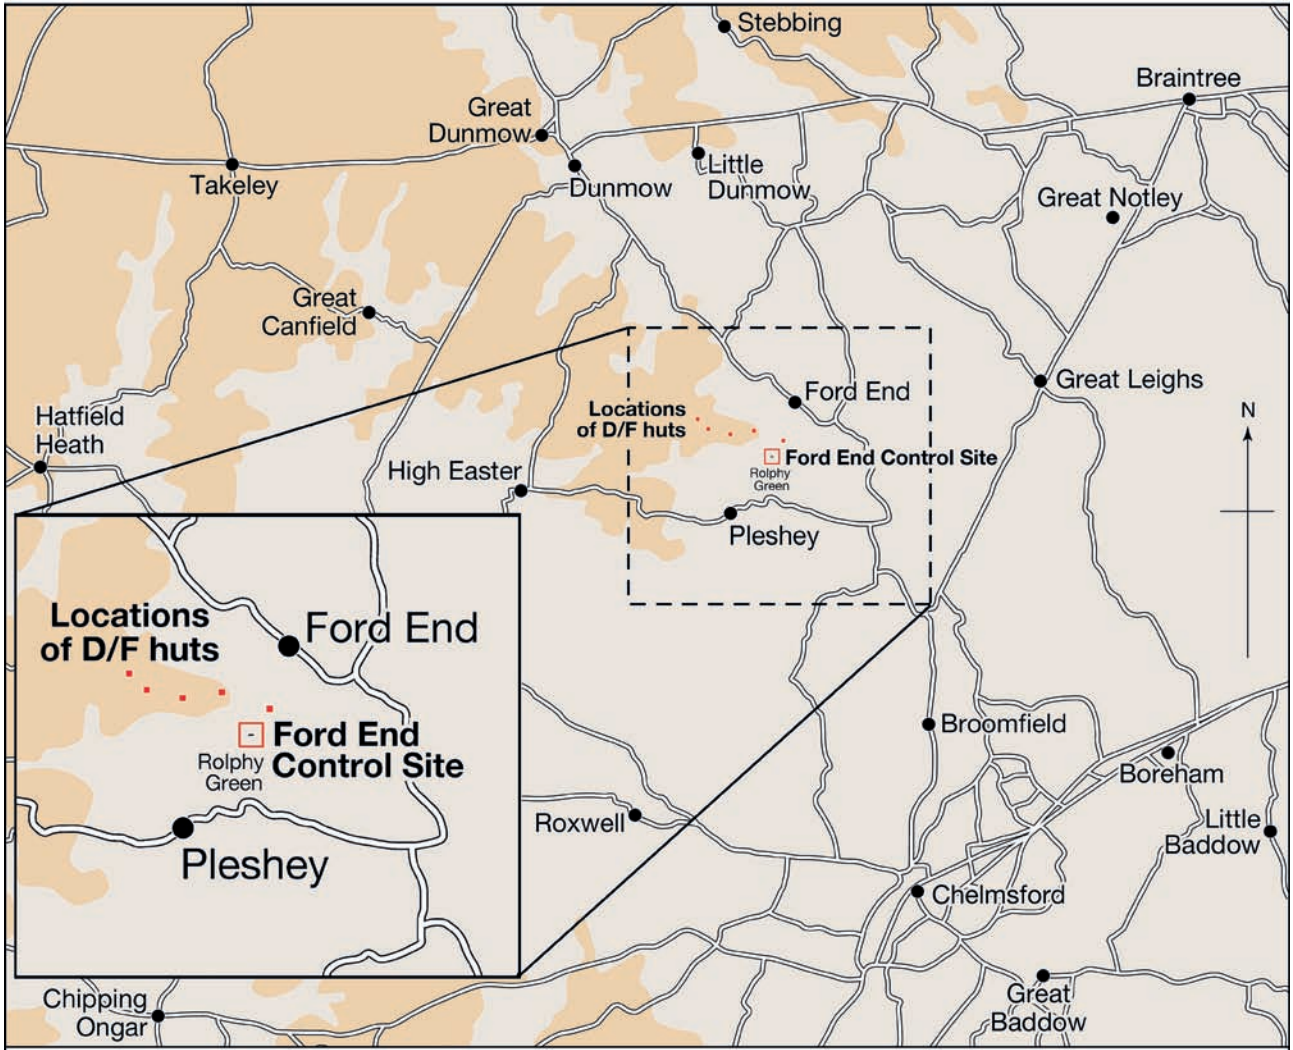 Stebbing
Braintree
Great
Dunmow
Takeley
Dunmow
Little
Dunmow
Great Notley
Great
Canfield
Ford End
Great Leighs
Locations
of D/F huts
Hatfield
Heath
N
High Easter
Ford End Control Site
Rolphy
Green
Pleshey
Locations
of D/F huts
Ford End
Ford End
Control Site
Rolphy
Green
Pleshey
Broomfield
Boreham
Roxwell
Little
Baddow
Chelmsford
Chipping
Ongar
Great
Baddow